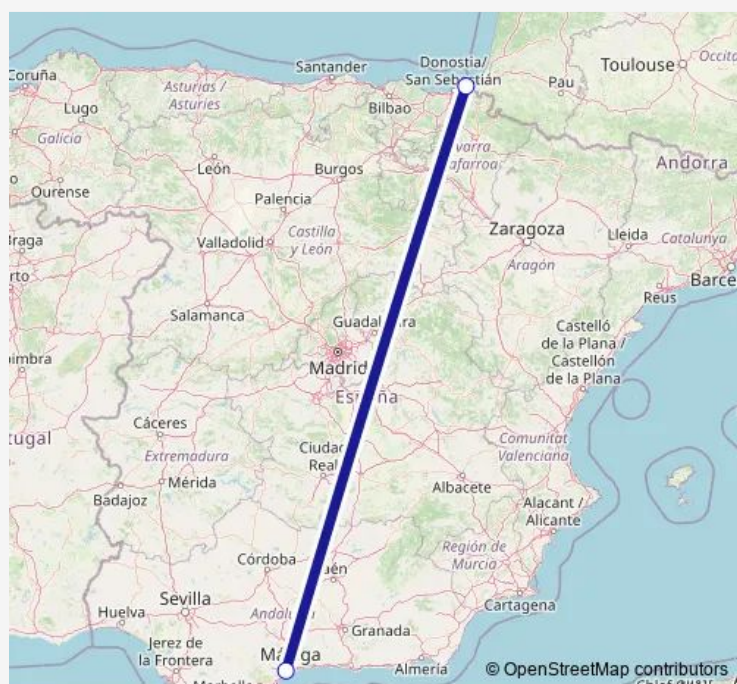 Donostia/
San Sebastián
Coruña
Santander
Asturias /
Asturies
Toulouse
Occita
Bilbao
Pau
Lugo
Galicia
León
Burgos
Andorra
Ourense
Palencia
Castilla
y León
Zaragoza
Lleida
Catalunya
Braga
Valladolid
Aragón
Reus
Salamanca
Castelló
de la Plana /
Castellón
de la Plana
Madrid
Cáceres
Ciudad
Real
Comunitat
Valenciana
Extremadura
Mérida
Albacete
Badajoz
Alacant /
Alicante
Córdoba
Región de
Murcia
Sevilla
Cartagena
Huelva
Granada
Jerez de
la Frontera
Almería
© OpenStreetMap contributors